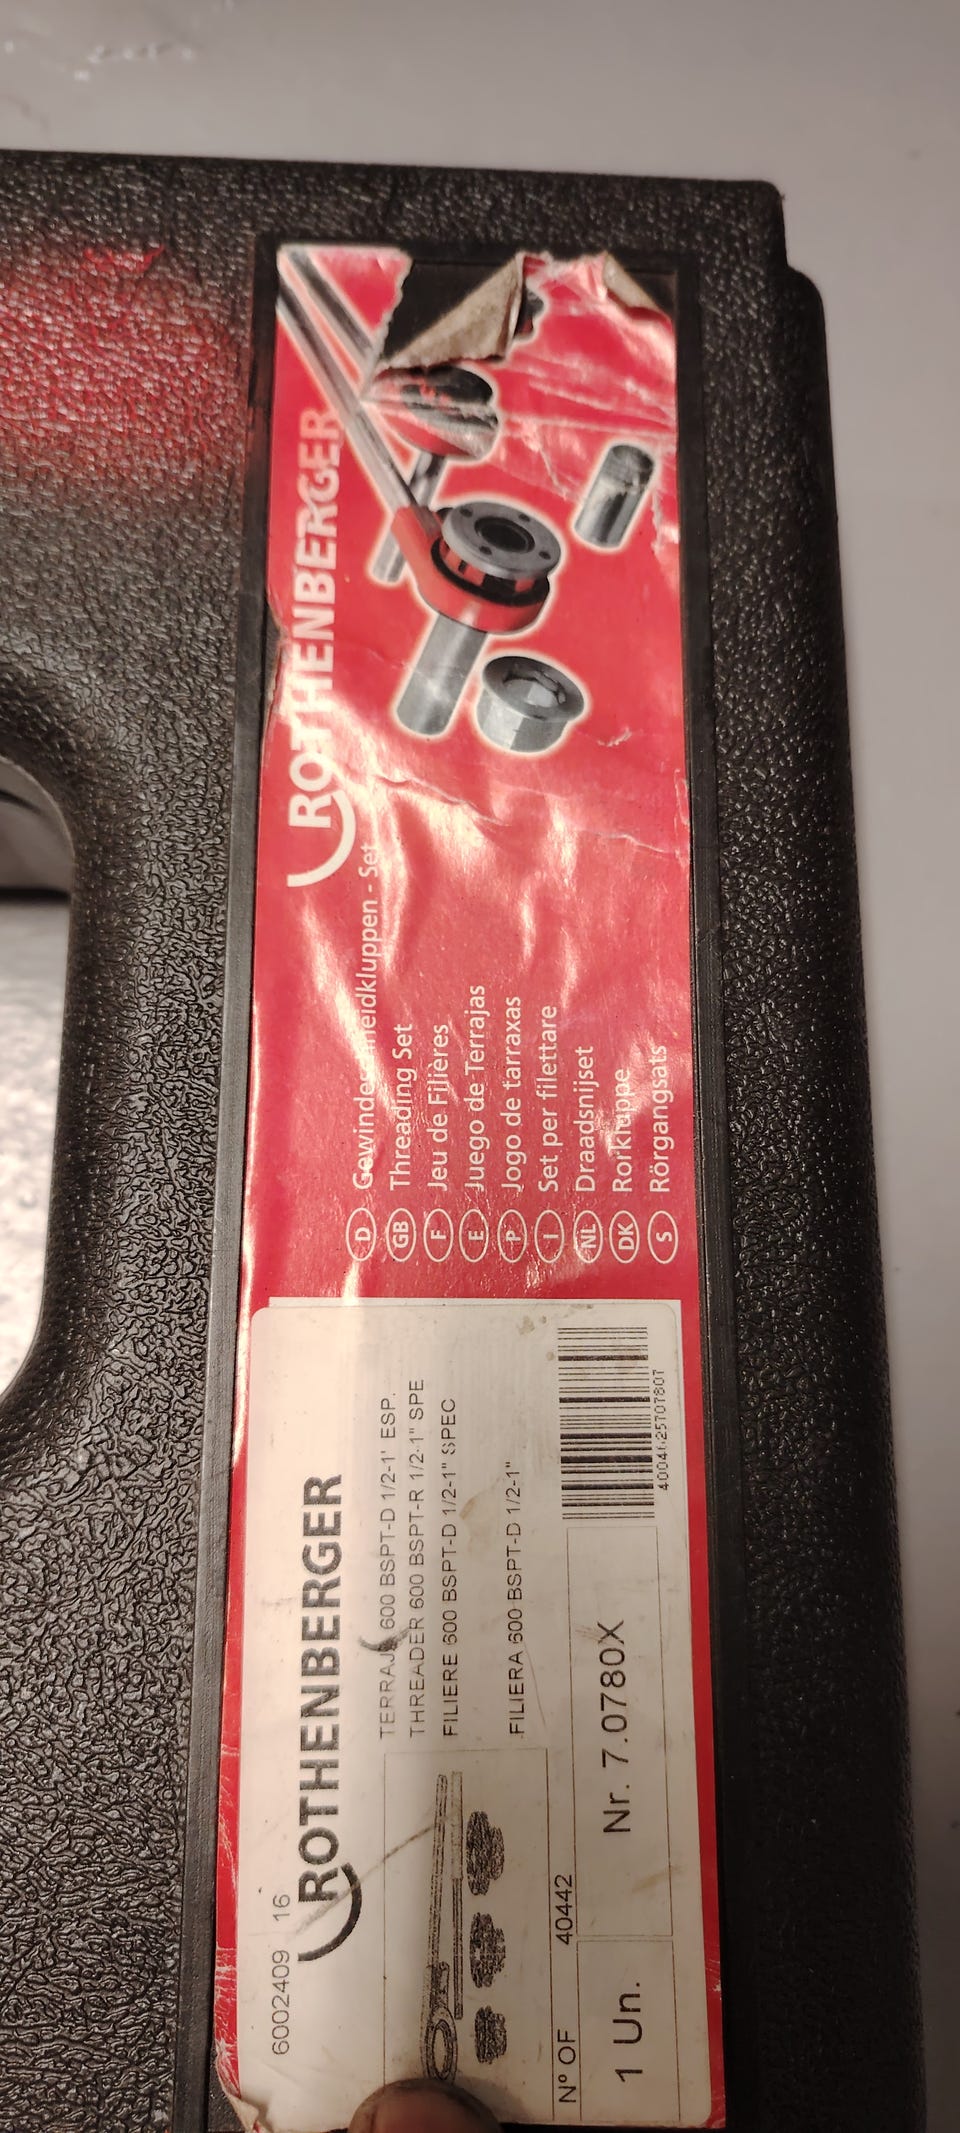 ROTHENBERGER
D Gewindeschneidkluppen - Set
GB Threading Set
F Jeu de Filières
E Juego de Terrajas
P Jogo de tarraxas
I Set per filettare
NL Draadsnijset
DK Rorkluppe
S Rörgangsats
6002409 16
ROTHENBERGER
TERRAJA 600 BSPT-D 1/2-1' ESP.
THREADER 600 BSPT-R 1/2-1" SPE
FILIERE 600 BSPT-D 1/2-1" SPEC
FILIERA 600 BSPT-D 1/2-1"
Nº OF 40442
1 Un.
Nr. 7.0780X
4004625707807